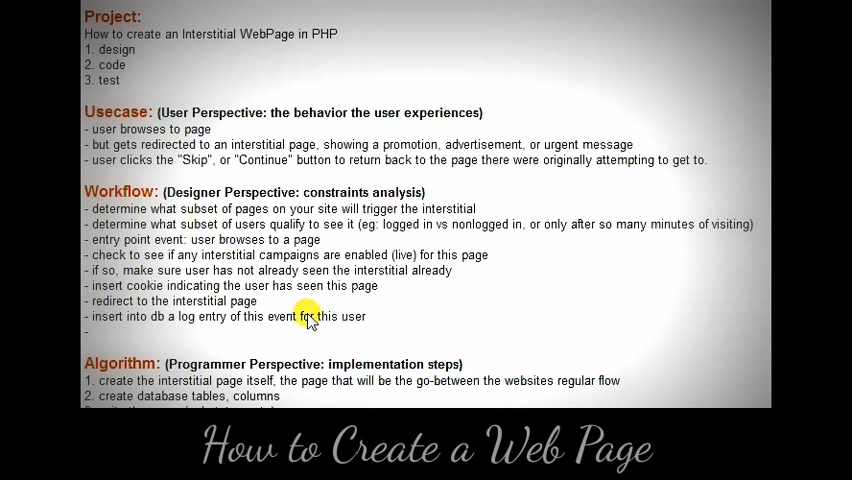 Project:
How to create an Interstitial WebPage in PHP
1. design
2. code
3. test
Usecase: (User Perspective: the behavior the user experiences)
- user browses to page
- but gets redirected to an interstitial page, showing a promotion, advertisement, or urgent message
- user clicks the "Skip", or "Continue" button to return back to the page there were originally attempting to get to.
Workflow: (Designer Perspective: constraints analysis)
- determine what subset of pages on your site will trigger the interstitial
- determine what subset of users qualify to see it (eg: logged in vs nonlogged in, or only after so many minutes of visiting)
- entry point event: user browses to a page
- check to see if any interstitial campaigns are enabled (live) for this page
- if so, make sure user has not already seen the interstitial already
- insert cookie indicating the user has seen this page
- redirect to the interstitial page
- insert into db a log entry of this event for this user
-
Algorithm: (Programmer Perspective: implementation steps)
1. create the interstitial page itself, the page that will be the go-between the websites regular flow
2. create database tables, columns
How to Create a Web Page